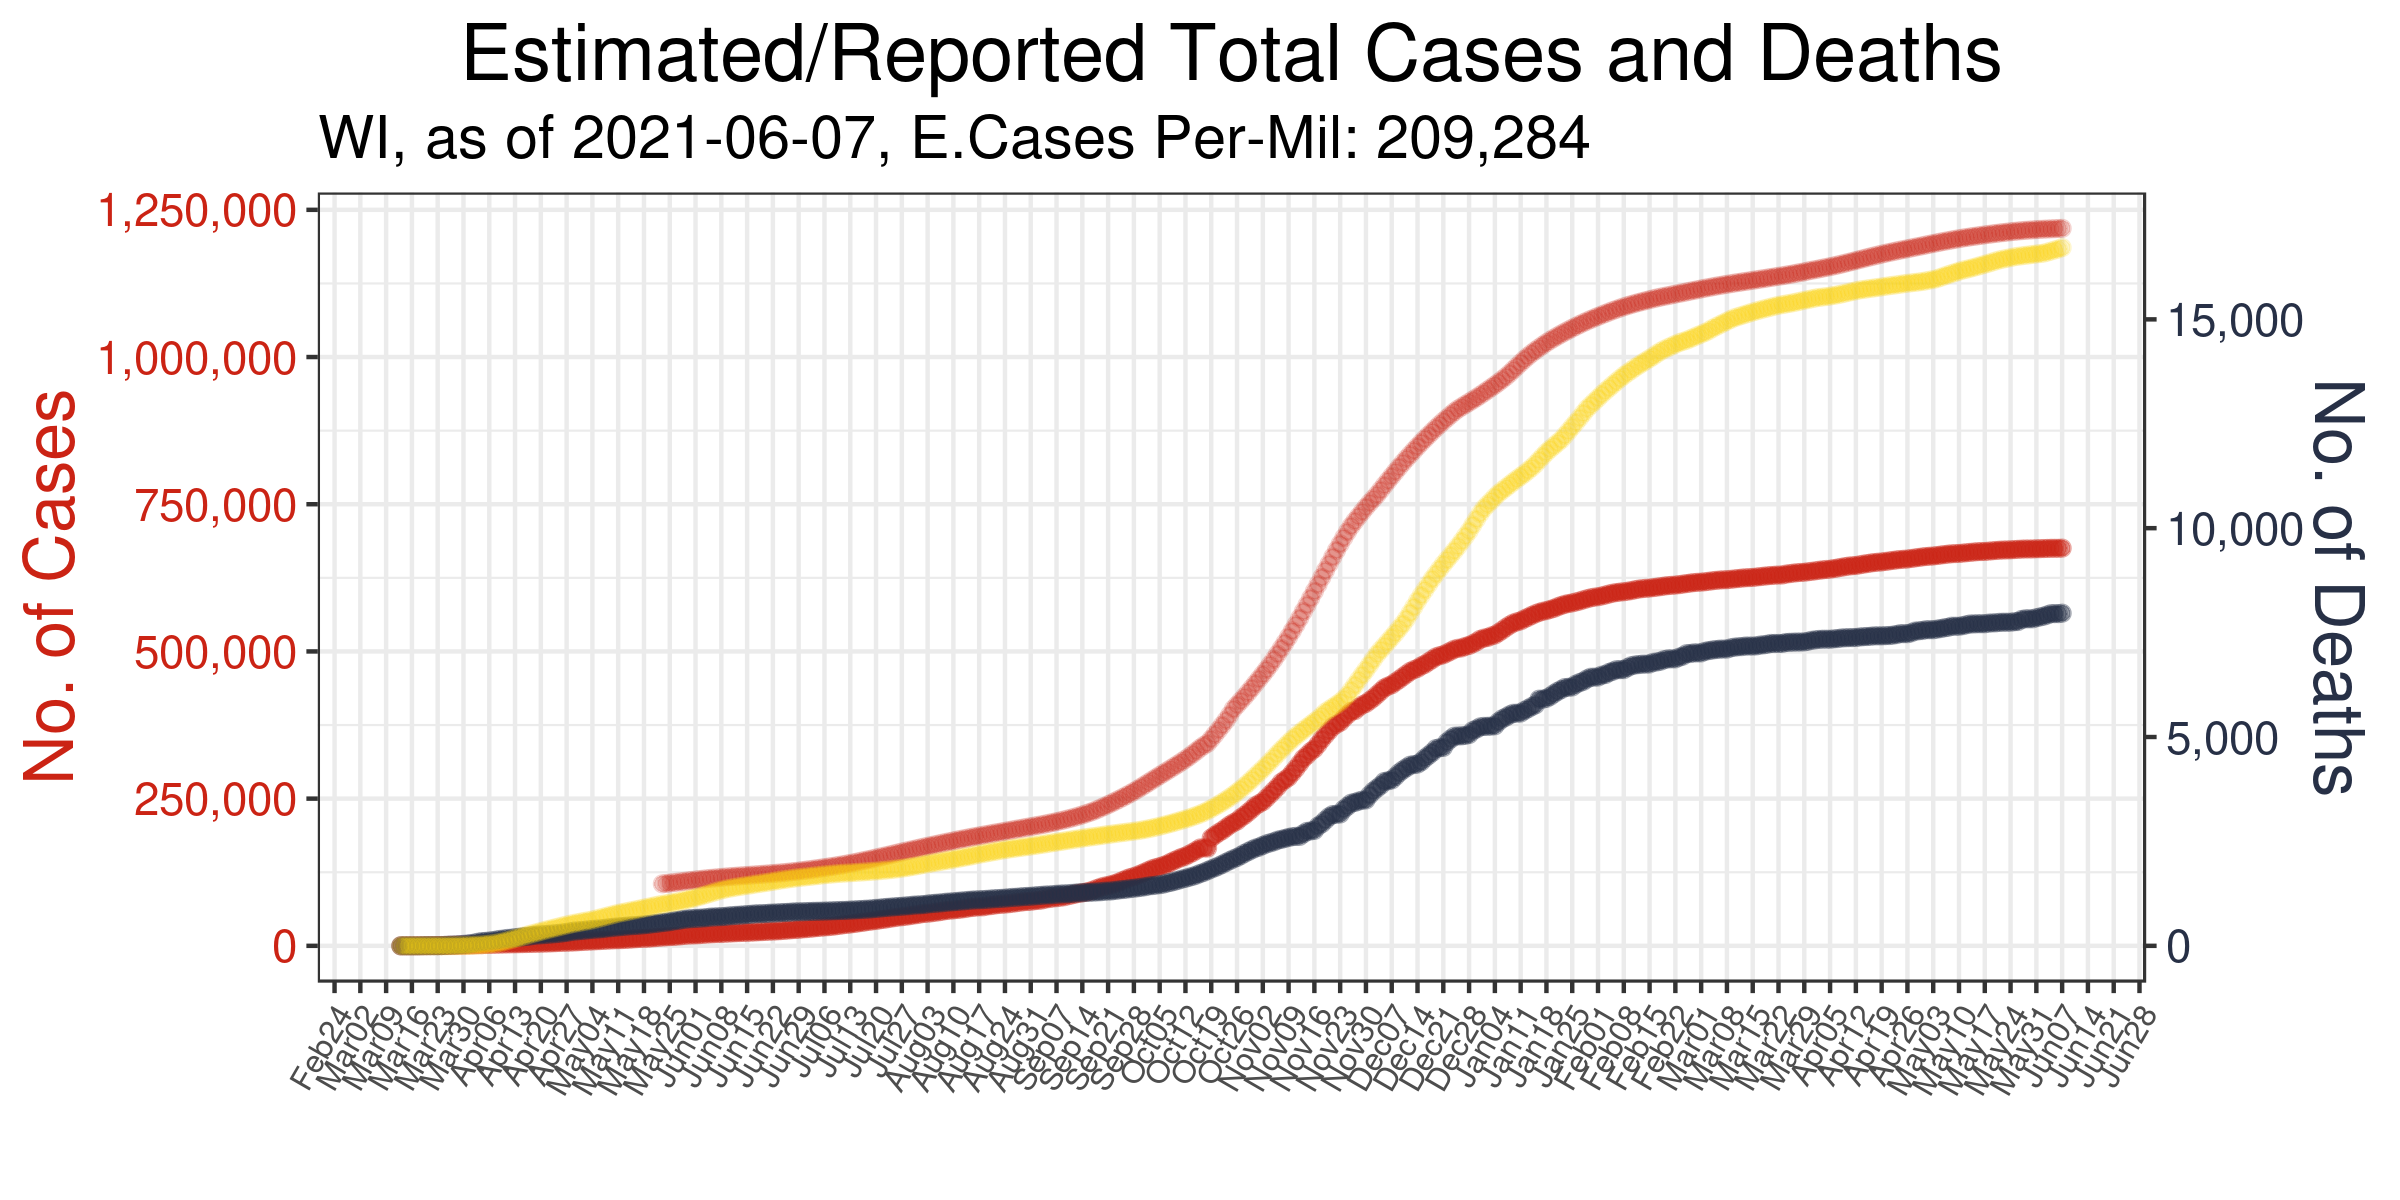 Estimated/Reported Total Cases and Deaths
WI, as of 2021-06-07, E.Cases Per-Mil: 209,284
No. of Cases
1,250,000
1,000,000
750,000
500,000
250,000
0
15,000
10,000
5,000
0
No. of Deaths
Feb24
Mar02
Mar09
Mar16
Mar23
Mar30
Apr06
Apr13
Apr20
Apr27
May04
May11
May18
May25
Jun01
Jun08
Jun15
Jun22
Jun29
Jul06
Jul13
Jul20
Jul27
Aug03
Aug10
Aug17
Aug24
Aug31
Sep07
Sep14
Sep21
Sep28
Oct05
Oct12
Oct19
Oct26
Nov02
Nov09
Nov16
Nov23
Nov30
Dec07
Dec14
Dec21
Dec28
Jan04
Jan11
Jan18
Jan25
Feb01
Feb08
Feb15
Feb22
Mar01
Mar08
Mar15
Mar22
Mar29
Apr05
Apr12
Apr19
Apr26
May03
May10
May17
May24
May31
Jun07
Jun14
Jun21
Jun28